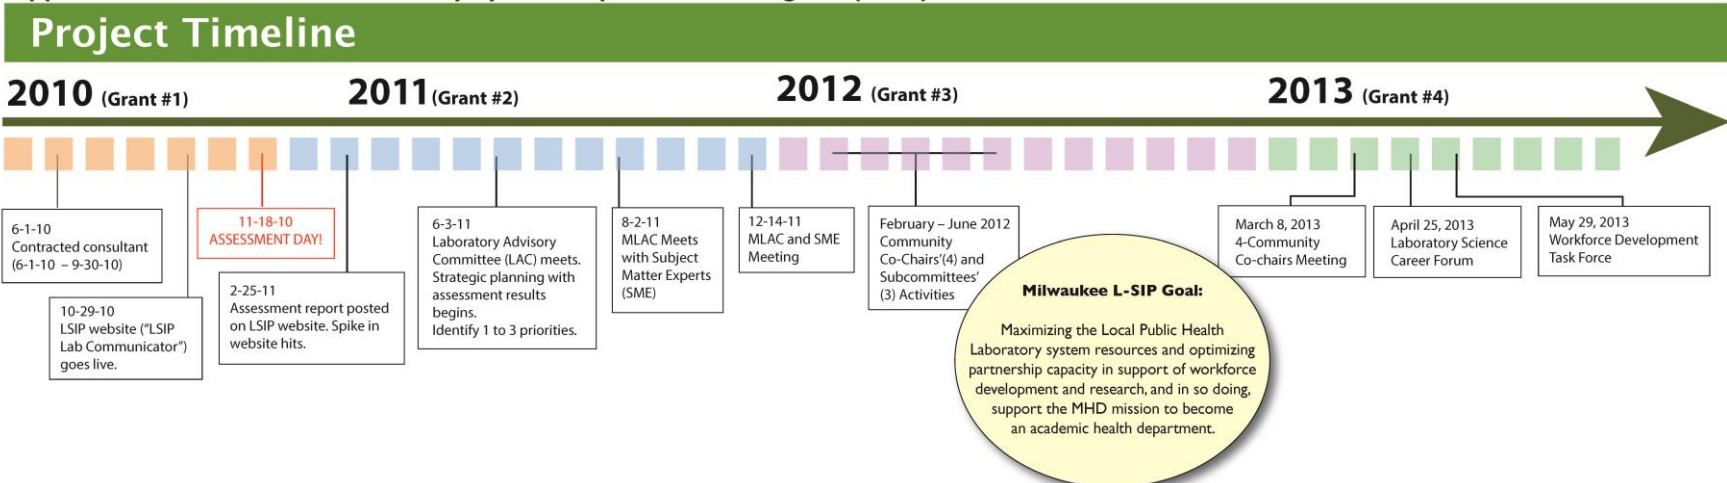 Project Timeline
2010 (Grant #1)
2011 (Grant #2)
2012 (Grant #3)
2013 (Grant #4)
6-1-10
Contracted consultant
(6-1-10 – 9-30-10)
10-29-10
LSIP website ("LSIP
Lab Communicator")
goes live.
11-18-10
ASSESSMENT DAY!
2-25-11
Assessment report posted
on LSIP website. Spike in
website hits.
6-3-11
Laboratory Advisory
Committee (LAC) meets.
Strategic planning with
assessment results
begins.
Identify 1 to 3 priorities.
8-2-11
MLAC Meets
with Subject
Matter Experts
(SME)
12-14-11
MLAC and SME
Meeting
February – June 2012
Community
Co-Chairs'(4) and
Subcommittees'
(3) Activities
Milwaukee L-SIP Goal:
Maximizing the Local Public Health
Laboratory system resources and optimizing
partnership capacity in support of workforce
development and research, and in so doing,
support the MHD mission to become
an academic health department.
March 8, 2013
4-Community
Co-chairs Meeting
April 25, 2013
Laboratory Science
Career Forum
May 29, 2013
Workforce Development
Task Force